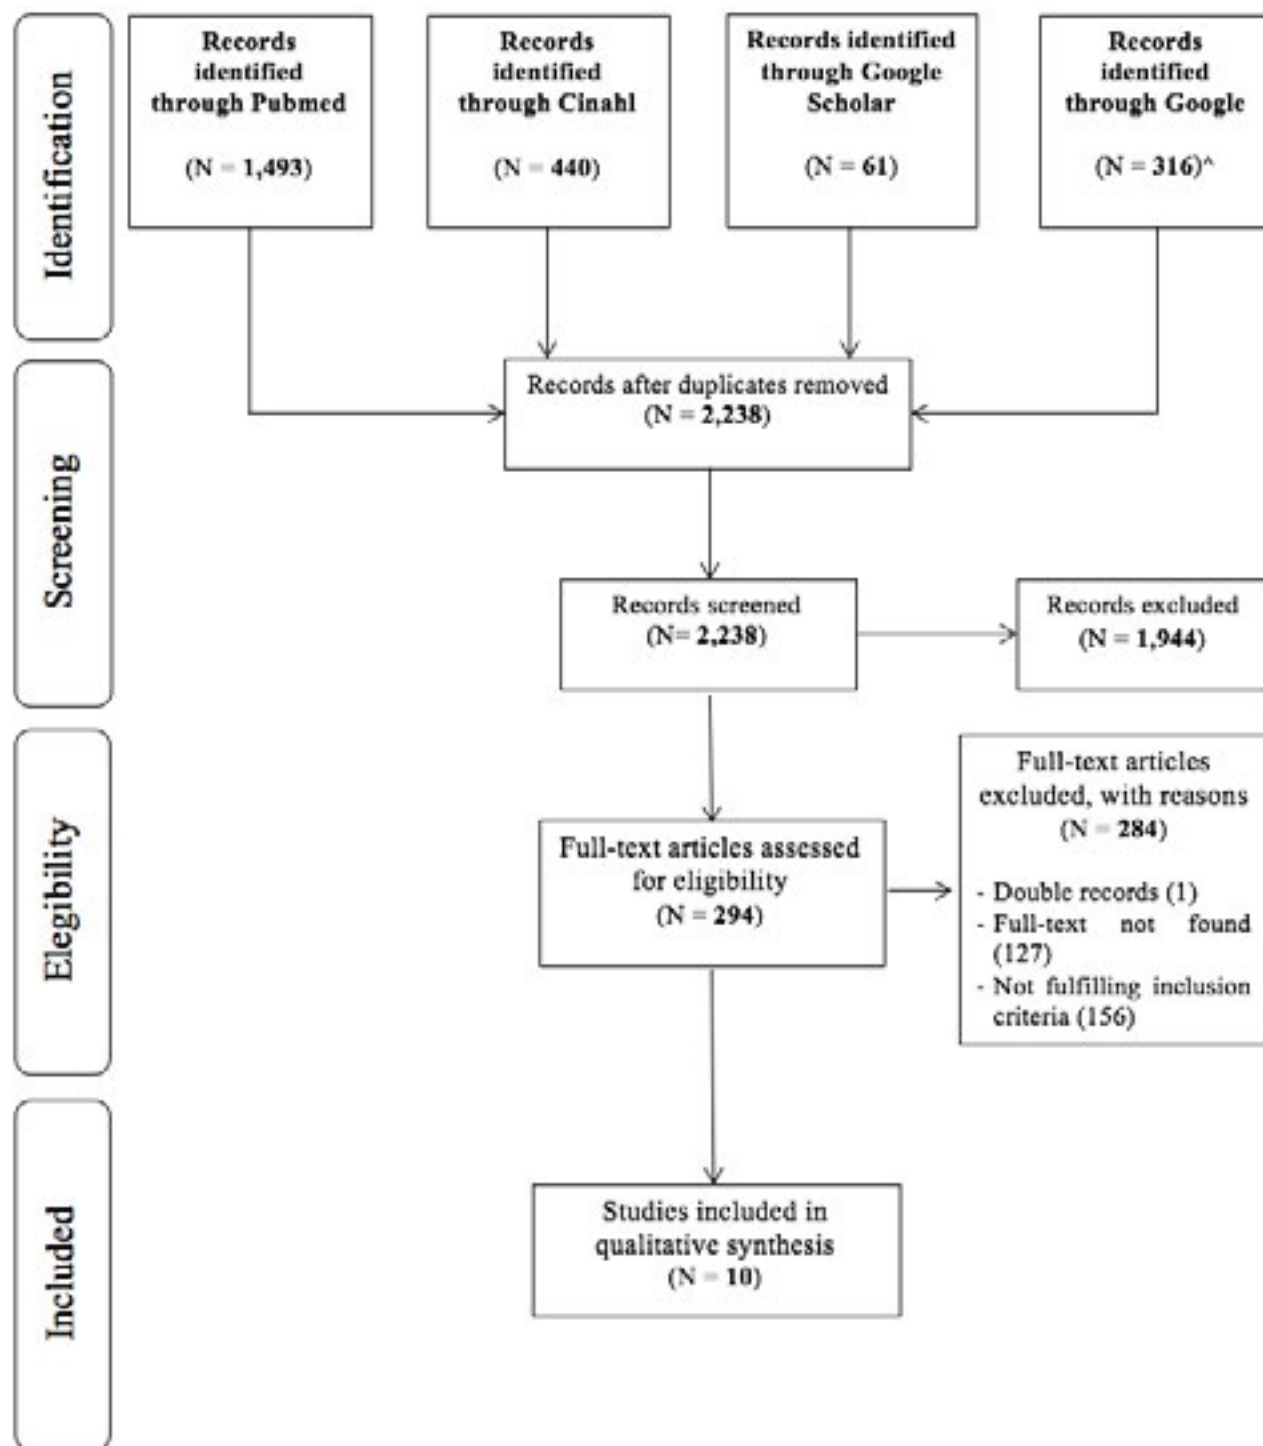 Identification
Records
identified
through Pubmed
(N = 1,493)
Records
identified
through Cinahl
(N = 440)
Records identified
through Google
Scholar
(N = 61)
Records
identified
through Google
(N = 316)^
Screening
Records after duplicates removed
(N = 2,238)
Records screened
(N= 2,238)
Records excluded
(N = 1,944)
Elegibility
Full-text articles assessed
for eligibility
(N = 294)
Full-text articles
excluded, with reasons
(N = 284)
- Double records (1)
- Full-text not found
(127)
- Not fulfilling inclusion
criteria (156)
Included
Studies included in
qualitative synthesis
(N = 10)